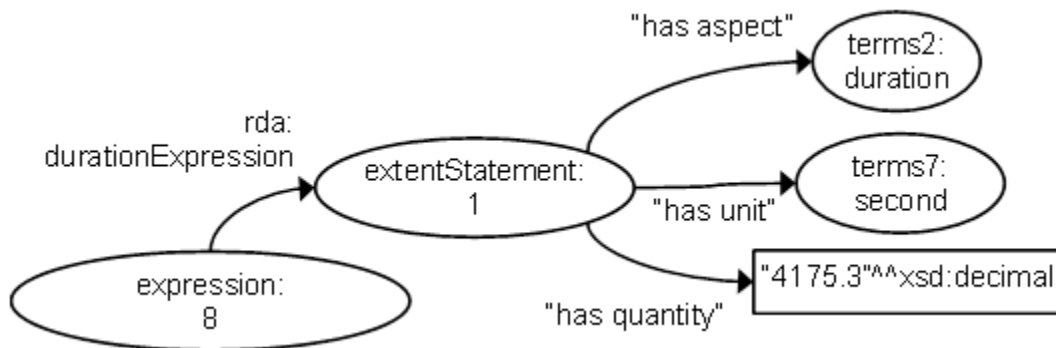 "has aspect"
terms2:
duration
rda:
durationExpression
extentStatement:
1
terms7:
second
"has unit"
"4175.3"^^xsd:decimal
expression:
8
"has quantity"